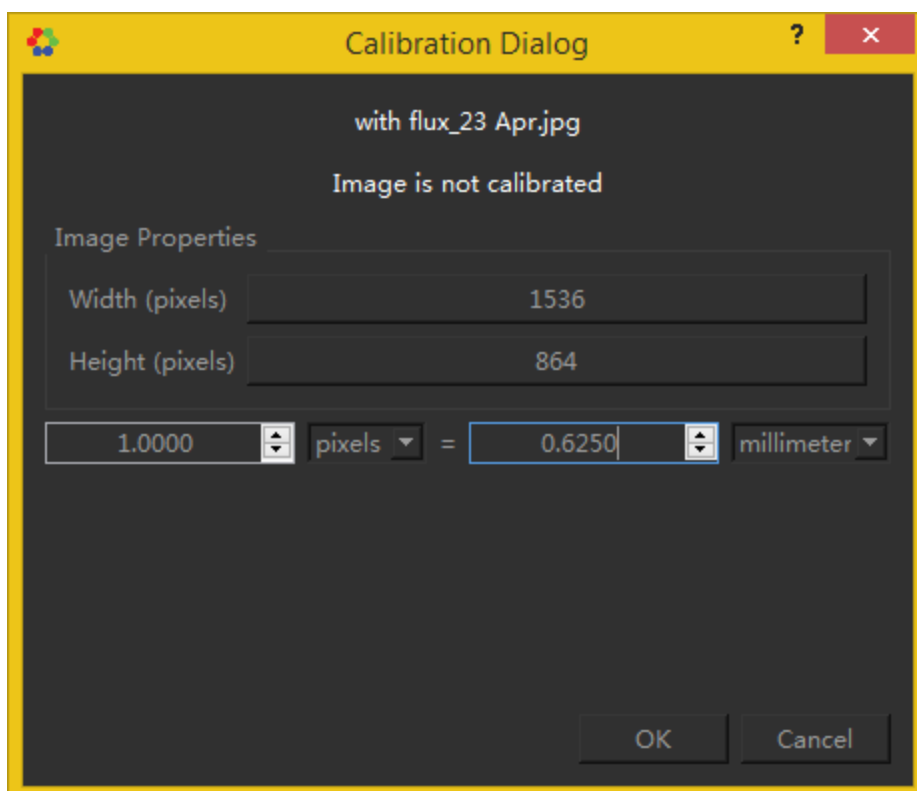 Calibration Dialog ? ×
with flux_23 Apr.jpg
Image is not calibrated
Image Properties
Width (pixels) 1536
Height (pixels) 864
1.0000 pixels = 0.6250 millimeter
OK Cancel